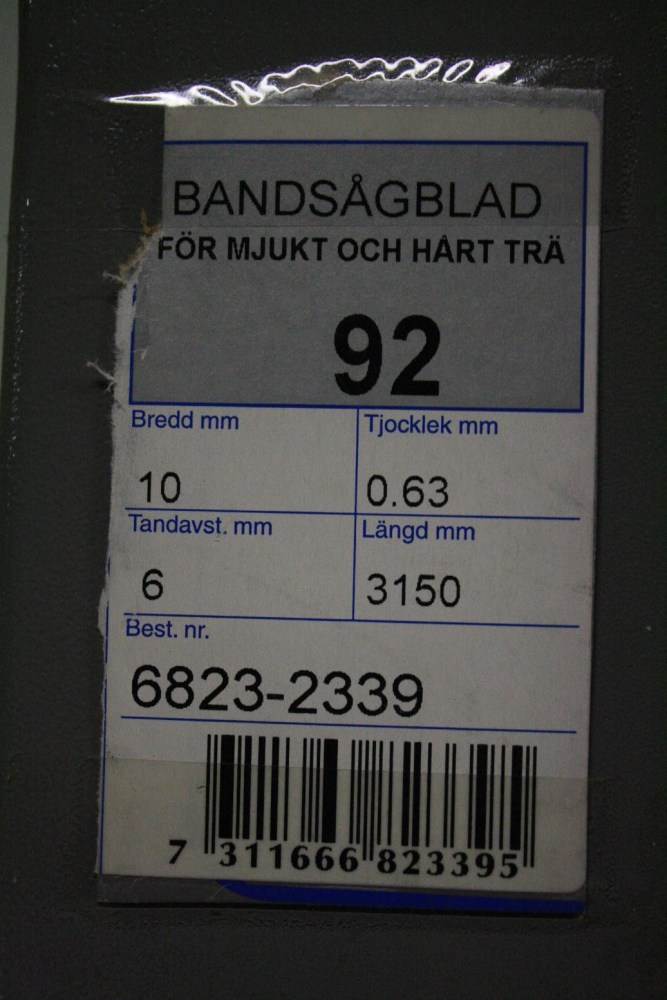 BANDSÅGBLAD
FÖR MJUKT OCH HÅRT TRÄ
92
Bredd mm Tjocklek mm
10 0.63
Tandavst. mm Längd mm
6 3150
Best. nr.
6823-2339
7 311666 823395